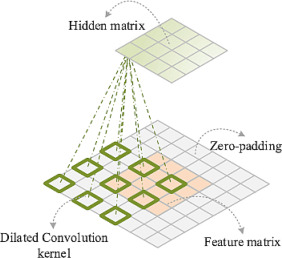 Hidden matrix
Zero-padding
Dilated Convolution
kernel
Feature matrix